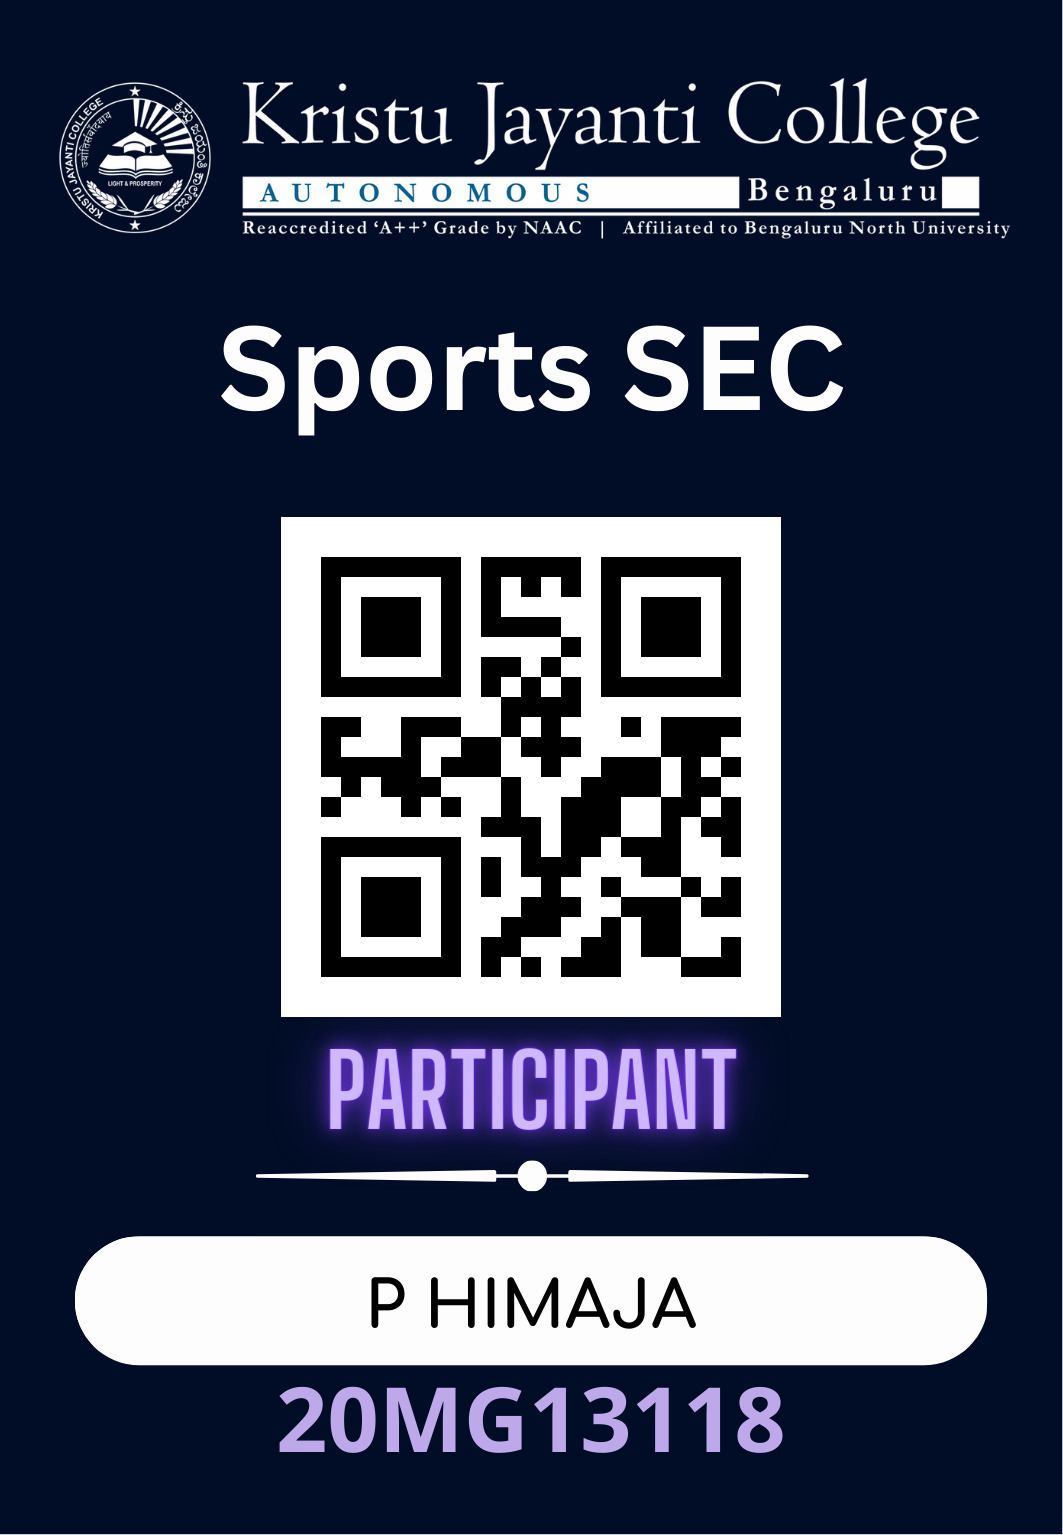 Kristu Jayanti College
AUTONOMOUS Bengaluru
Reaccredited ‘A++’ Grade by NAAC | Affiliated to Bengaluru North University
KRISTU JAYANTI COLLEGE
LIGHT & PROSPERITY
Sports SEC
PARTICIPANT
P HIMAJA
20MG13118